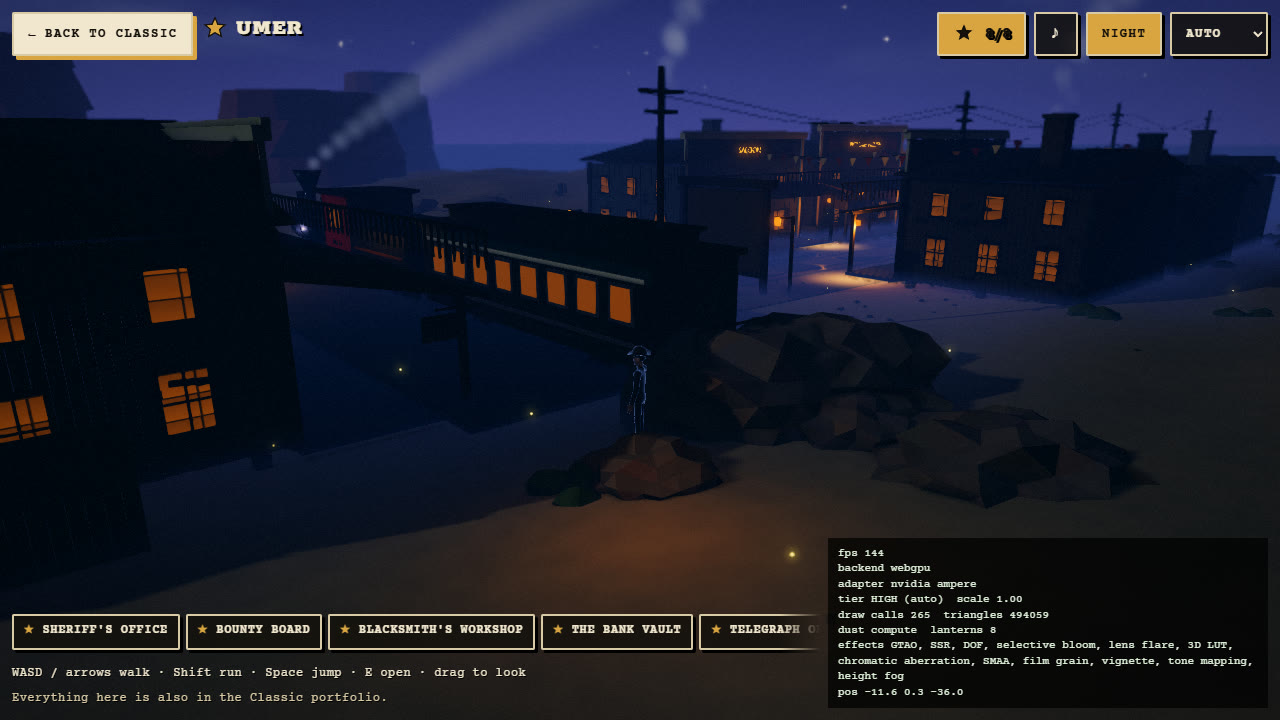 ← BACK TO CLASSIC
★ UMER
★ 8/8
♪
NIGHT
AUTO
SALOON
★ SHERIFF'S OFFICE
★ BOUNTY BOARD
★ BLACKSMITH'S WORKSHOP
★ THE BANK VAULT
★ TELEGRAPH
WASD / arrows walk · Shift run · Space jump · E open · drag to look
Everything here is also in the Classic portfolio.
fps 144
backend webgpu
adapter nvidia ampere
tier HIGH (auto) scale 1.00
draw calls 265 triangles 494059
dust compute lanterns 8
effects GTAO, SSR, DOF, selective bloom, lens flare, 3D LUT,
chromatic aberration, SMAA, film grain, vignette, tone mapping,
height fog
pos -11.6 0.3 -36.0